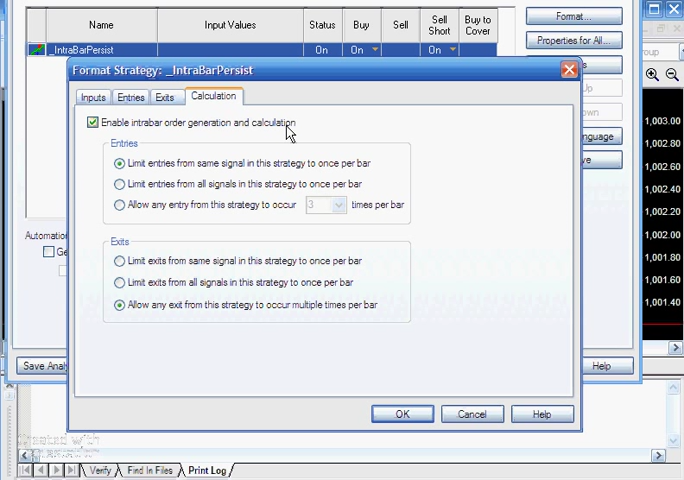 Name
Input Values
Status
Buy
Sell
Sell Short
Buy to Cover
Format...
Properties for All...
_IntraBarPersist
On
On
On
Format Strategy: _IntraBarPersist
Inputs
Entries
Exits
Calculation
Enable intrabar order generation and calculation
Entries
Limit entries from same signal in this strategy to once per bar
Limit entries from all signals in this strategy to once per bar
Allow any entry from this strategy to occur 3 times per bar
Exits
Limit exits from same signal in this strategy to once per bar
Limit exits from all signals in this strategy to once per bar
Allow any exit from this strategy to occur multiple times per bar
OK
Cancel
Help
Automation
Save Analy
Help
1,003.00
1,002.80
1,002.60
1,002.40
1,002.20
1,002.00
1,001.80
1,001.60
1,001.40
Created with
Verify
Find In Files
Print Log